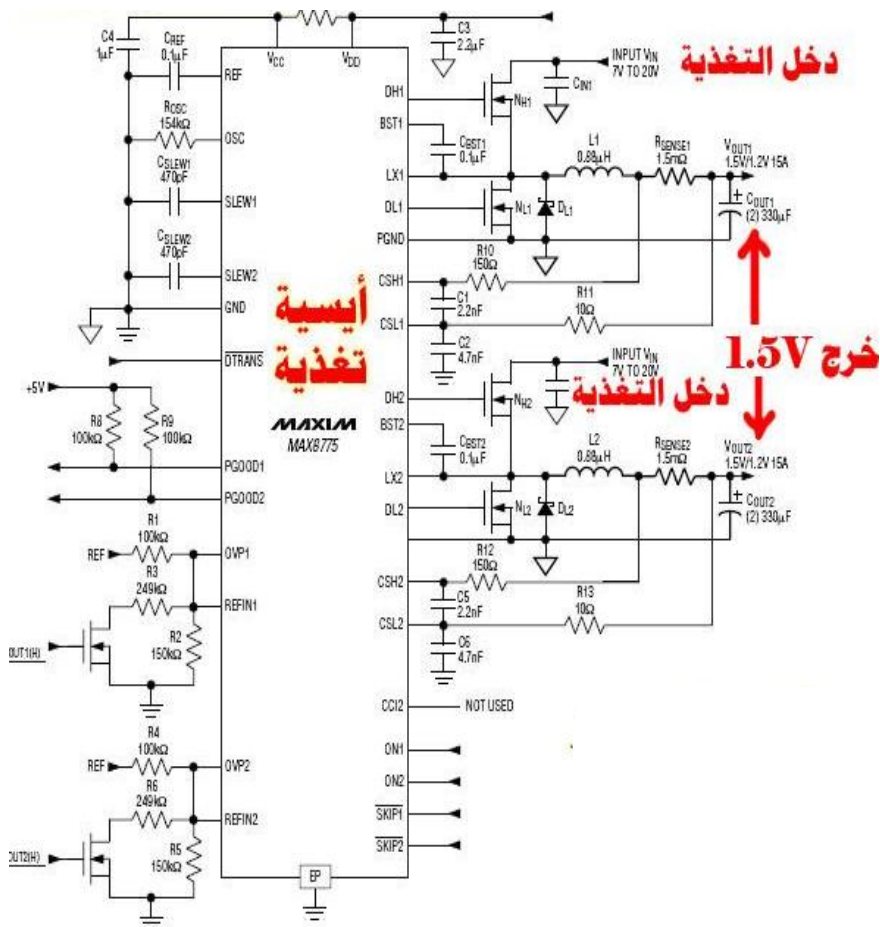 C4
1µF
CREF
0.1µF
REF
ROSC
154kΩ
OSC
CSLEW1
470pF
SLEW1
CSLEW2
470pF
SLEW2
GND
DTRANS
+5V
R8
100kΩ
R9
100kΩ
PGOOD1
PGOOD2
R1
100kΩ
REF
OVP1
R3
249kΩ
REFIN1
R2
150kΩ
OUT1(H)
R4
100kΩ
REF
OVP2
R6
249kΩ
REFIN2
R5
150kΩ
OUT2(H)
VCC
VDD
أيسية
تغذية
MAXIM
MAX8775
EP
C3
2.2µF
INPUT VIN
7V TO 20V
دخل التغذية
CIN1
DH1
NH1
BST1
CBST1
0.1µF
L1
0.88µH
RSENSE1
1.5mΩ
VOUT1
1.5V/1.2V 15A
LX1
DL1
NL1
DL1
COUT1
(2) 330µF
PGND
R10
150Ω
CSH1
C1
2.2nF
R11
10Ω
CSL1
C2
4.7nF
خرج 1.5V
INPUT VIN
7V TO 20V
دخل التغذية
DH2
NH2
BST2
CBST2
0.1µF
L2
0.88µH
RSENSE2
1.5mΩ
VOUT2
1.5V/1.2V 15A
LX2
DL2
NL2
DL2
COUT2
(2) 330µF
R12
150Ω
CSH2
C5
2.2nF
R13
10Ω
CSL2
C6
4.7nF
CCI2
NOT USED
ON1
ON2
SKIP1
SKIP2